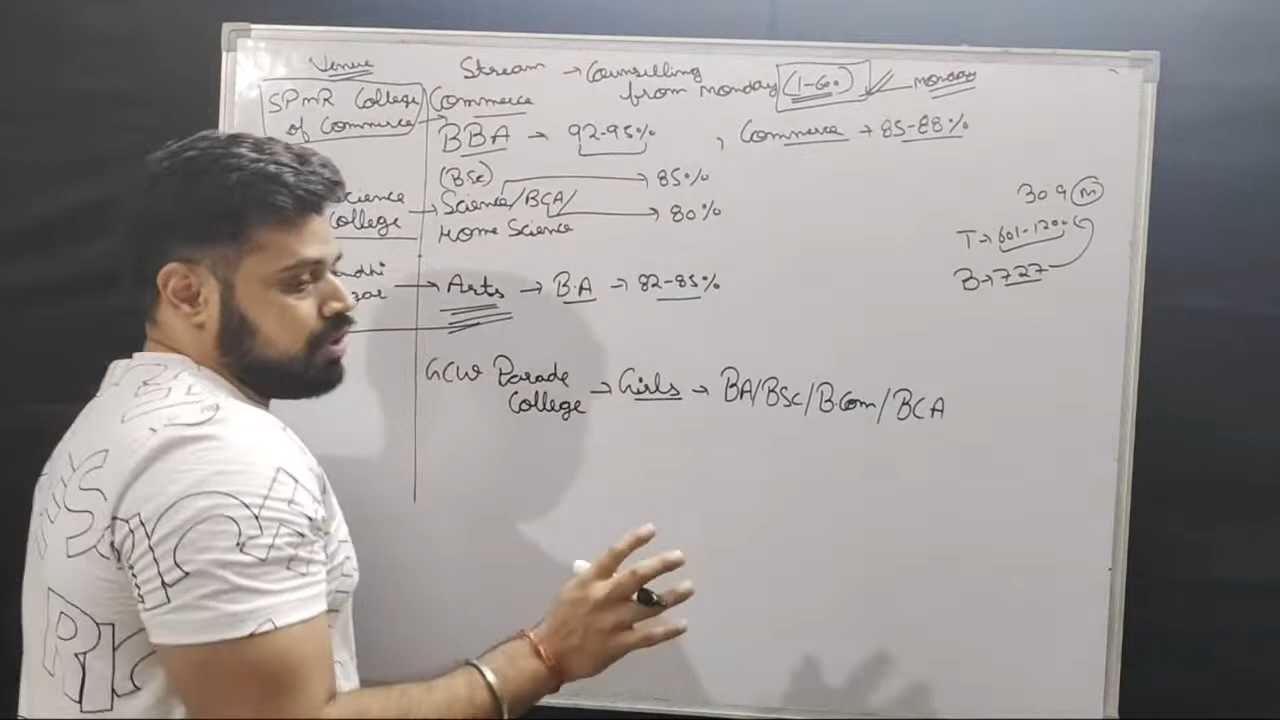 Venue
Stream → Counselling from Monday (1-600) Monday
SPMR College of Commerce
Commerce
BBA → 92-95% , Commerce → 85-88%
(BSc) 85%
Science College → Science/BCA/ → 80%
Home Science
309 (M)
T → 601-1200
B → 727
→ Arts → B.A → 82-85%
GCW Parade College → Girls → BA/BSc/B.Com/BCA